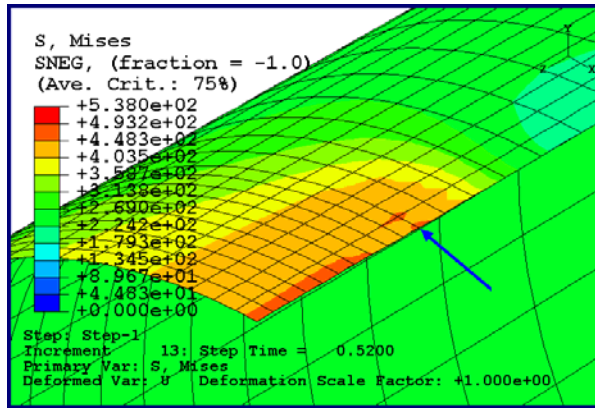 S, Mises
SNEG, (fraction = -1.0)
(Ave. Crit.: 75%)
+5.380e+02
+4.932e+02
+4.483e+02
+4.035e+02
+3.587e+02
+3.138e+02
+2.690e+02
+2.242e+02
+1.793e+02
+1.345e+02
+8.967e+01
+4.483e+01
+0.000e+00
Y
Z X
Step: Step-1
Increment 13: Step Time = 0.5200
Primary Var: S, Mises
Deformed Var: U Deformation Scale Factor: +1.000e+00